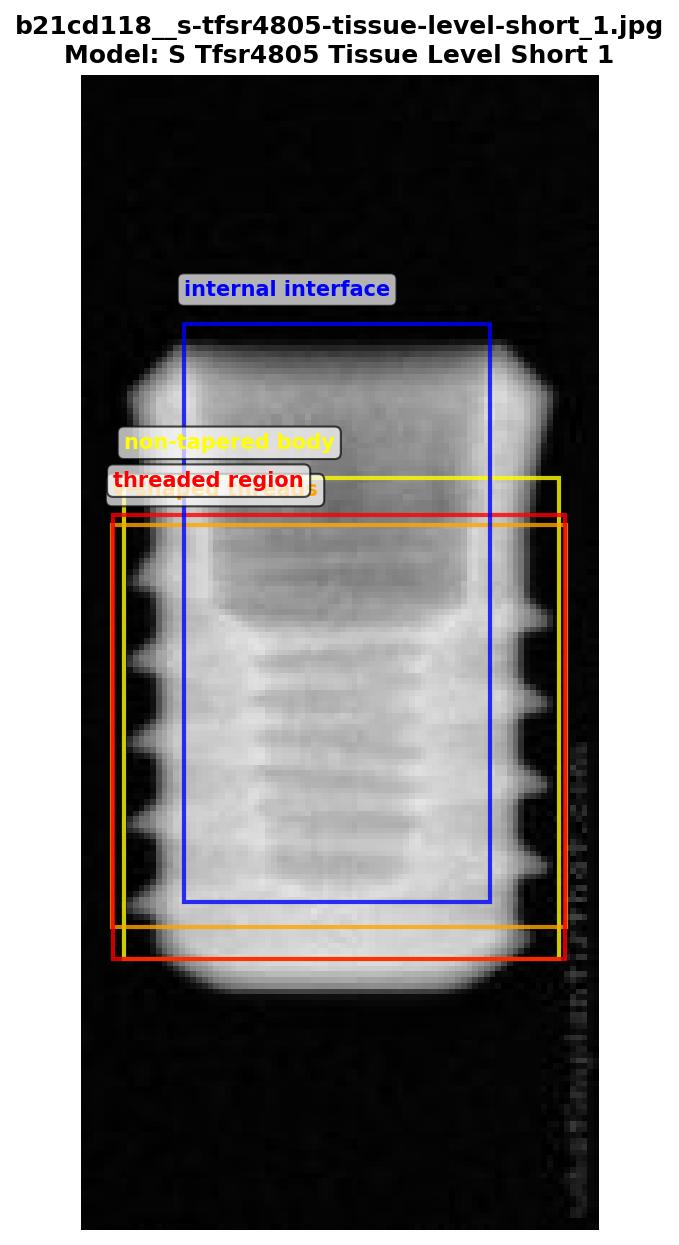 b21cd118__s-tfsr4805-tissue-level-short_1.jpg
Model: S Tfsr4805 Tissue Level Short 1
internal interface
non-tapered body
threaded region